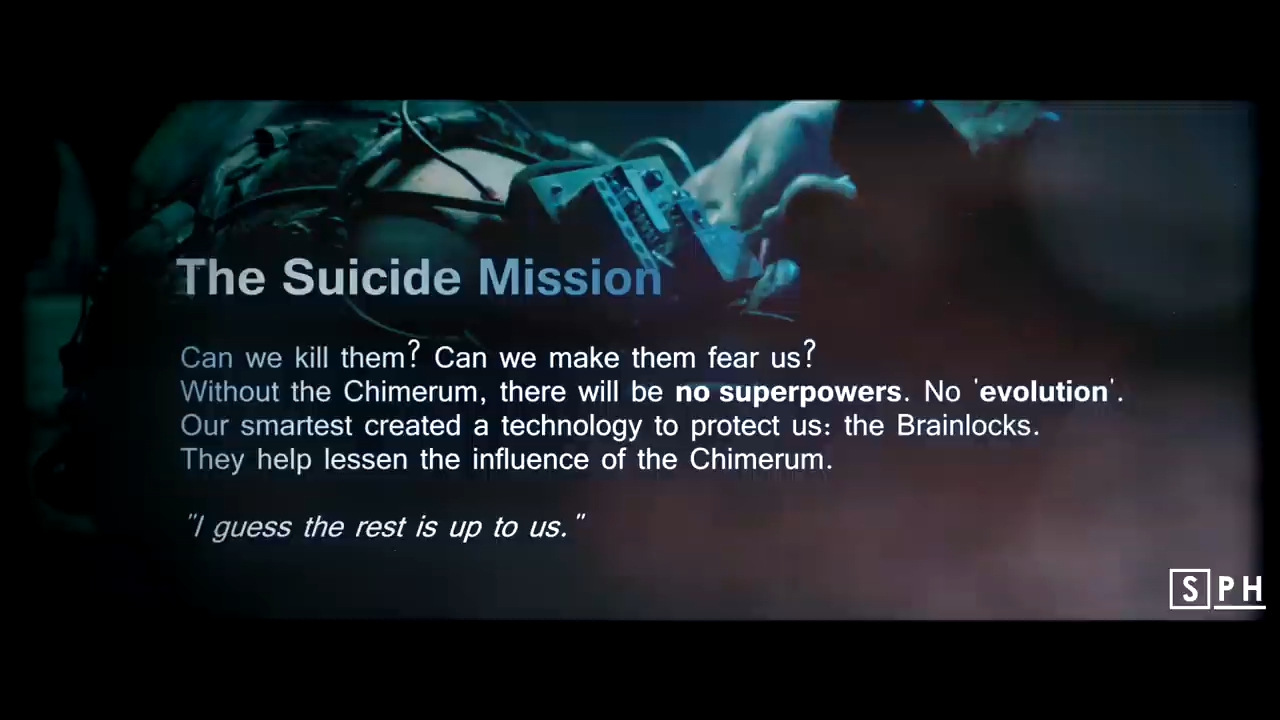 The Suicide Mission
Can we kill them? Can we make them fear us?
Without the Chimerum, there will be no superpowers. No 'evolution'.
Our smartest created a technology to protect us: the Brainlocks.
They help lessen the influence of the Chimerum.
"I guess the rest is up to us."
SPH